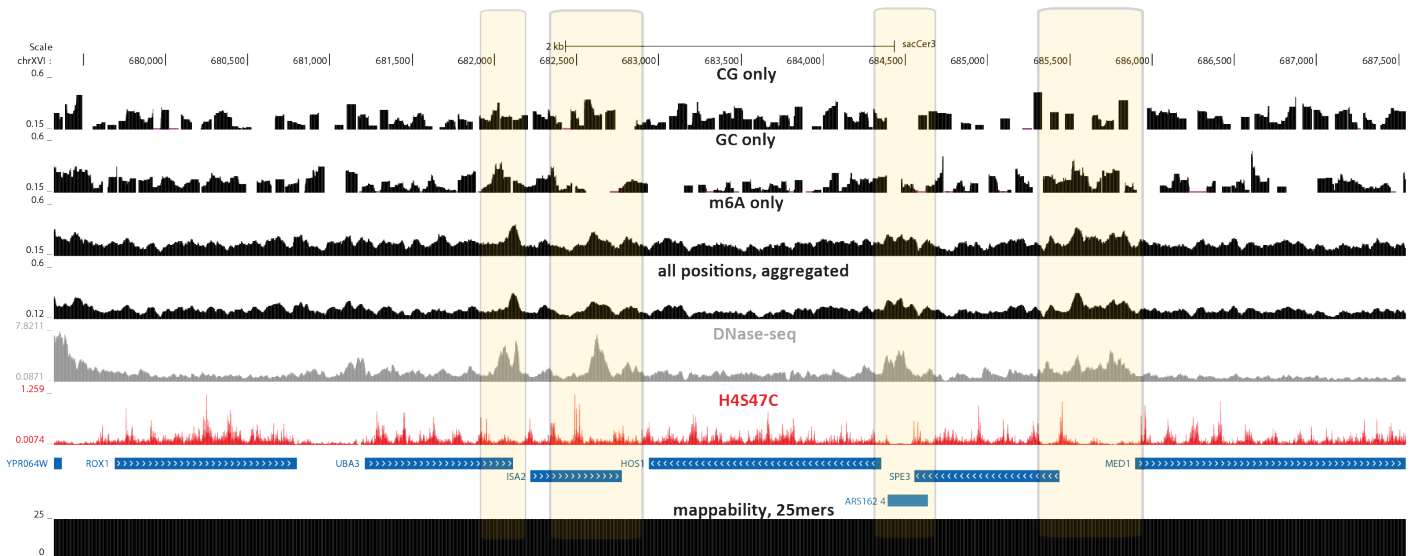 Scale 2 kb sacCer3
chrXVI : 680,000 680,500 681,000 681,500 682,000 682,500 683,000 683,500 684,000 684,500 685,000 685,500 686,000 686,500 687,000 687,500
0.6 CG only
0.15
0.6 GC only
0.15
0.6 m6A only
0.15
0.6 all positions, aggregated
0.12
7.8211 DNase-seq
0.0871
1.259 H4S47C
0.0074
YPR064W ROX1 UBA3 HOS1 MED1
ISA2 SPE3
ARS162 4
mappability, 25mers
25
0